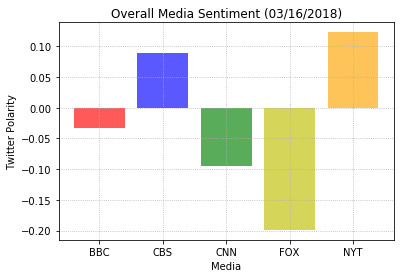 Overall Media Sentiment (03/16/2018)
Twitter Polarity
0.10
0.05
0.00
−0.05
−0.10
−0.15
−0.20
BBC CBS CNN FOX NYT
Media